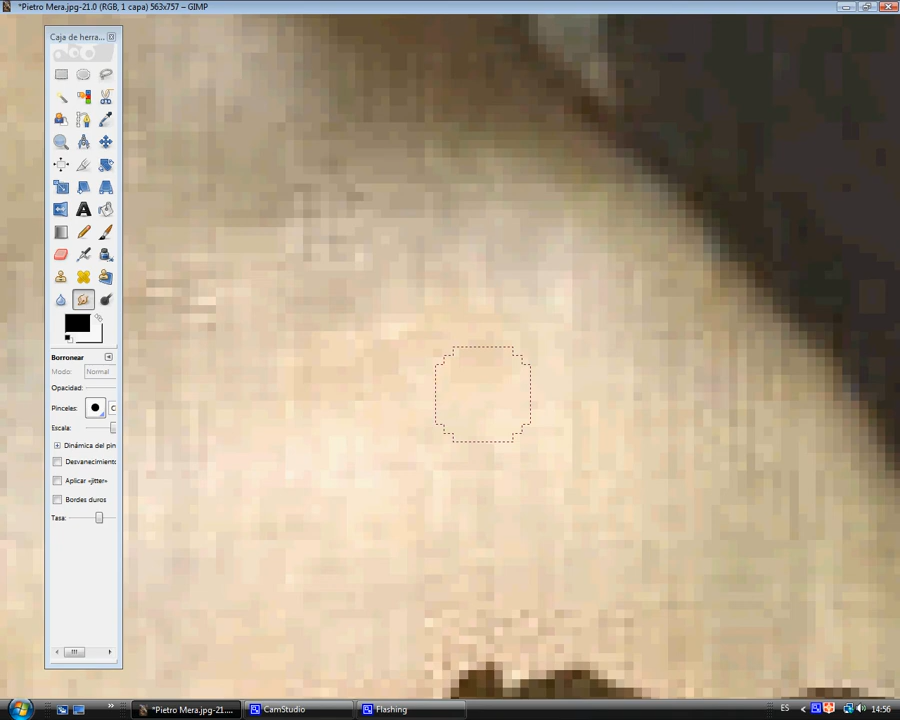 *Pietro Mera.jpg-21.0 (RGB, 1 capa) 563x757 – GIMP
Caja de herra...
Borronear
Modo: Normal
Opacidad:
Pinceles:
Escala:
Dinámica del pin
Desvanecimiento
Aplicar «jitter»
Bordes duros
Tasa:
*Pietro Mera.jpg-21.... CamStudio Flashing ES 14:56